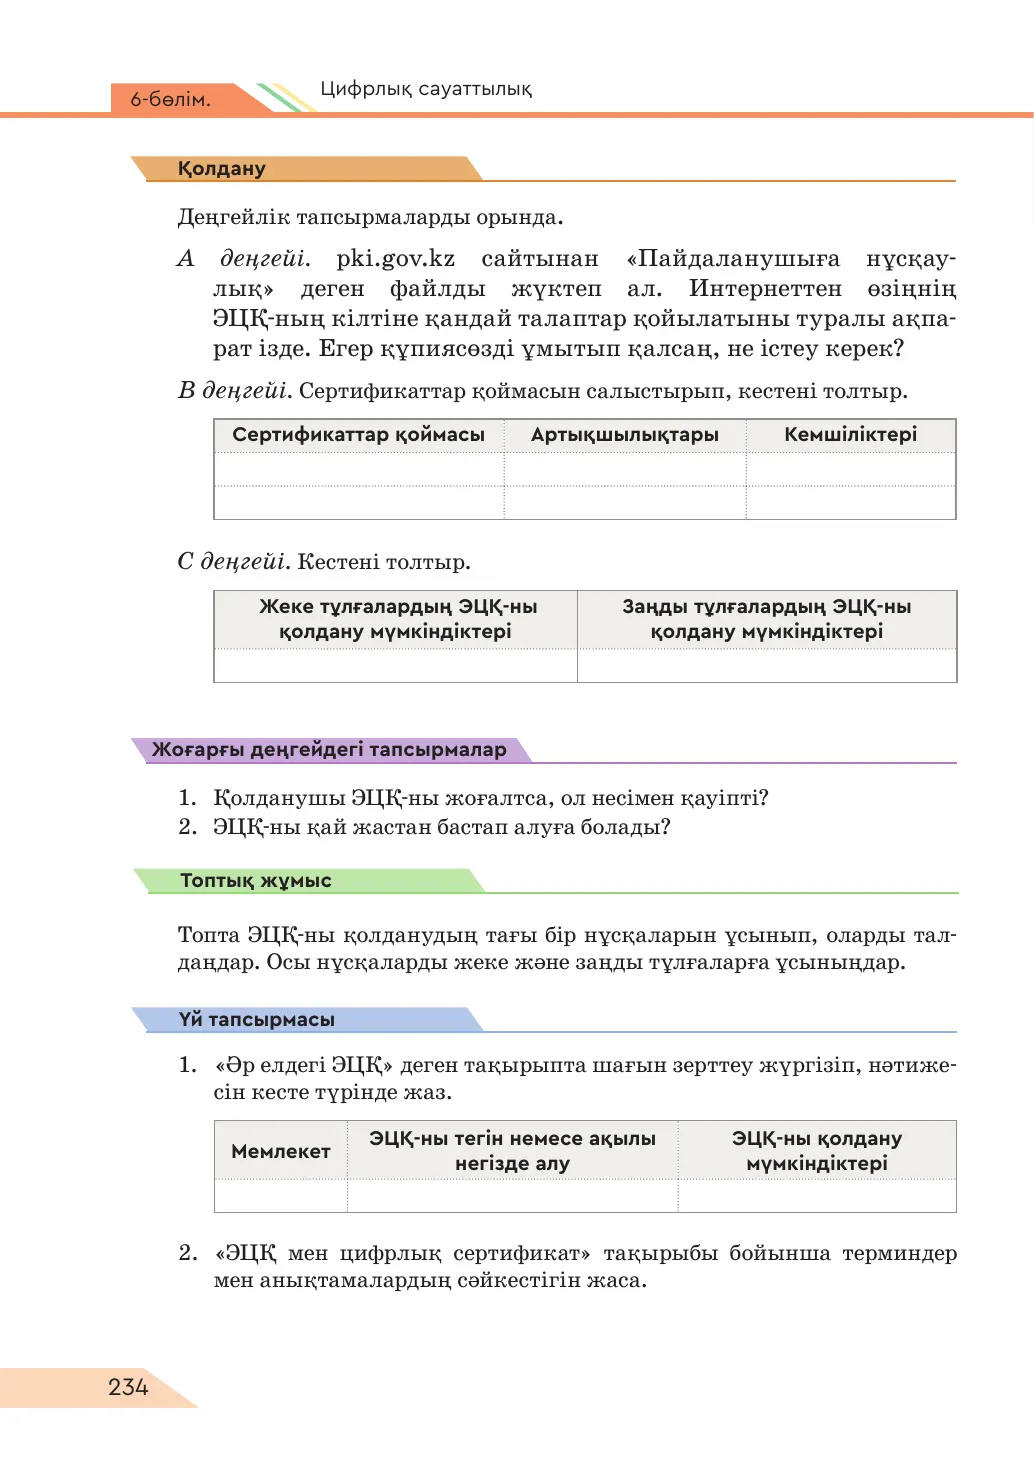 6-бөлім.
Цифрлық сауаттылық
Қолдану
Деңгейлік тапсырмаларды орында.
А деңгейі. pki.gov.kz сайтынан «Пайдаланушыға нұсқау-
лық» деген файлды жүктеп ал. Интернеттен өзіңнің
ЭЦҚ-ның кілтіне қандай талаптар қойылатыны туралы ақпа-
рат ізде. Егер құпиясөзді ұмытып қалсаң, не істеу керек?
В деңгейі. Сертификаттар қоймасын салыстырып, кестені толтыр.
Сертификаттар қоймасы Артықшылықтары Кемшіліктері
С деңгейі. Кестені толтыр.
Жеке тұлғалардың ЭЦҚ-ны Заңды тұлғалардың ЭЦҚ-ны
қолдану мүмкіндіктері қолдану мүмкіндіктері
Жоғарғы деңгейдегі тапсырмалар
1. Қолданушы ЭЦҚ-ны жоғалтса, ол несімен қауіпті?
2. ЭЦҚ-ны қай жастан бастап алуға болады?
Топтық жұмыс
Топта ЭЦҚ-ны қолданудың тағы бір нұсқаларын ұсынып, оларды тал-
даңдар. Осы нұсқаларды жеке және заңды тұлғаларға ұсыныңдар.
Үй тапсырмасы
1. «Әр елдегі ЭЦҚ» деген тақырыпта шағын зерттеу жүргізіп, нәтиже-
сін кесте түрінде жаз.
Мемлекет ЭЦҚ-ны тегін немесе ақылы ЭЦҚ-ны қолдану
негізде алу мүмкіндіктері
2. «ЭЦҚ мен цифрлық сертификат» тақырыбы бойынша терминдер
мен анықтамалардың сәйкестігін жаса.
234